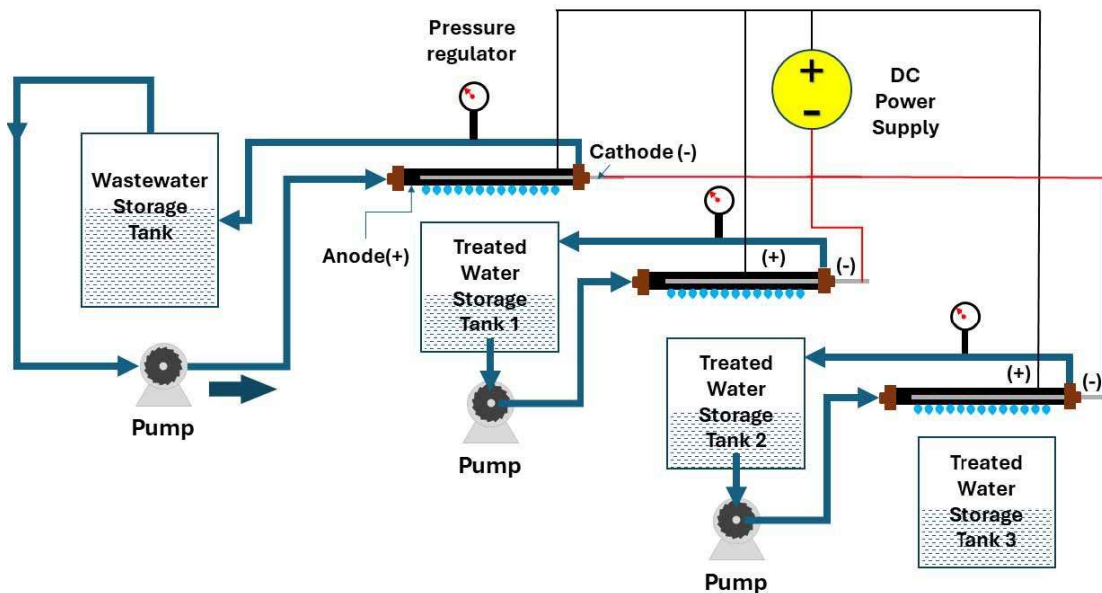 Pressure
regulator
+
-
DC
Power
Supply
Wastewater
Storage
Tank
Cathode (-)
Anode(+)
Treated
Water
Storage
Tank 1
(+)
(-)
Pump
Treated
Water
Storage
Tank 2
(+)
(-)
Pump
Treated
Water
Storage
Tank 3
Pump